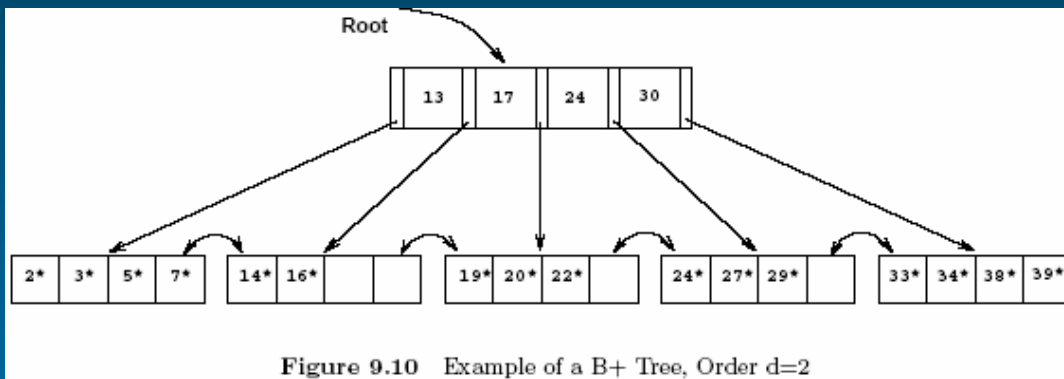 Root
13 17 24 30
2* 3* 5* 7* 14* 16* 19* 20* 22* 24* 27* 29* 33* 34* 38* 39*
Figure 9.10 Example of a B+ Tree, Order d=2